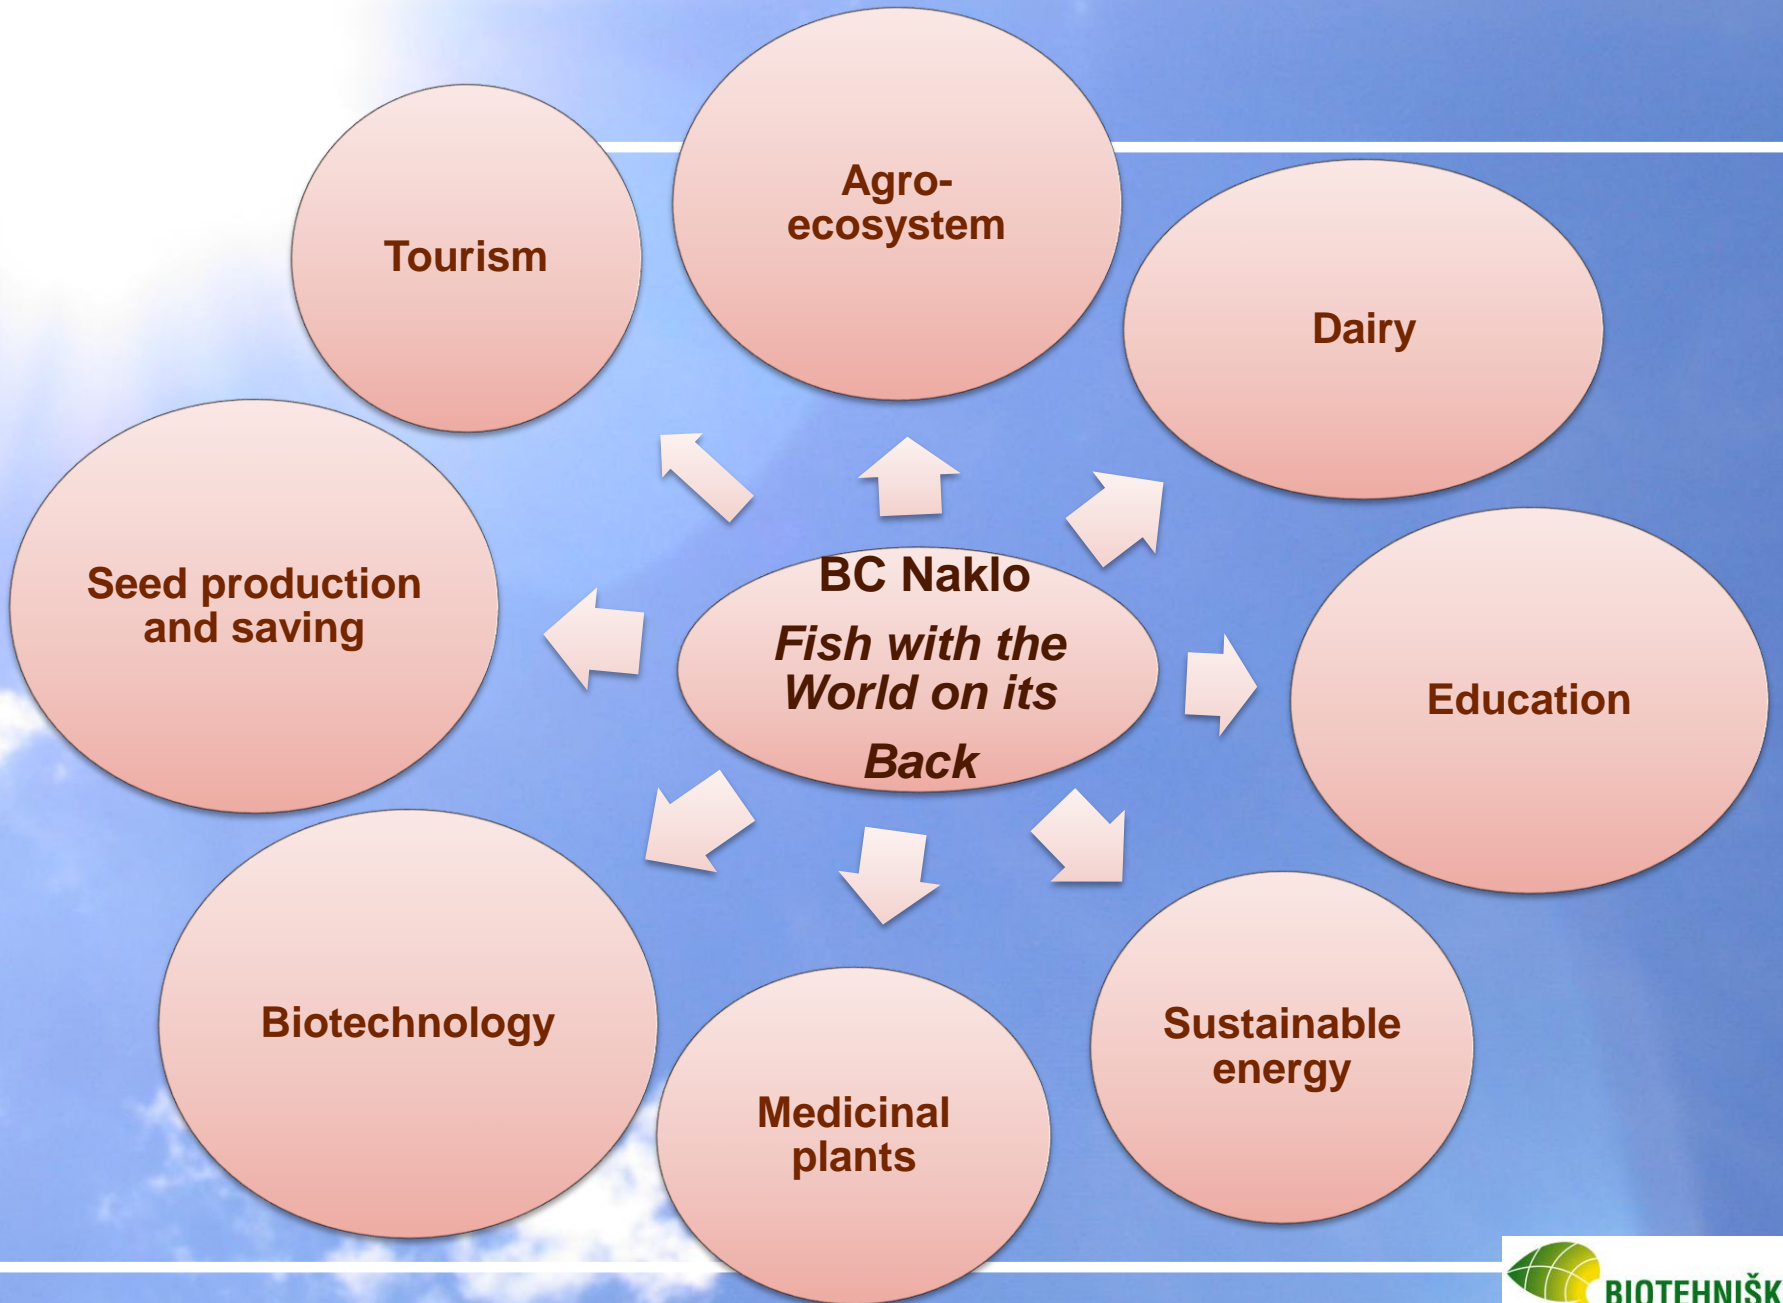 Agro-
ecosystem
Tourism
Dairy
Seed production
and saving
BC Naklo
Fish with the
World on its
Back
Education
Biotechnology
Sustainable
energy
Medicinal
plants
BIOTEHNIŠK